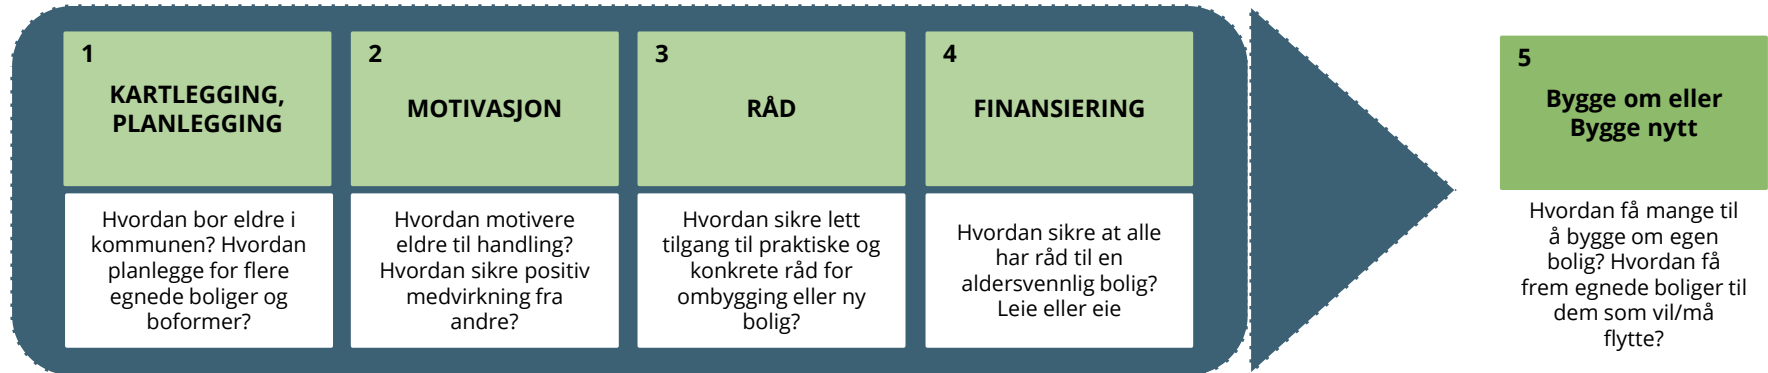 1
KARTLEGGING,
PLANLEGGING
Hvordan bor eldre i
kommunen? Hvordan
planlegge for flere
egnede boliger og
boformer?
2
MOTIVASJON
Hvordan motivere
eldre til handling?
Hvordan sikre positiv
medvirkning fra
andre?
3
RÅD
Hvordan sikre lett
tilgang til praktiske og
konkrete råd for
ombygging eller ny
bolig?
4
FINANSIERING
Hvordan sikre at alle
har råd til en
aldersvennlig bolig?
Leie eller eie
5
Bygge om eller
Bygge nytt
Hvordan få mange til
å bygge om egen
bolig? Hvordan få
frem egnede boliger til
dem som vil/må
flytte?